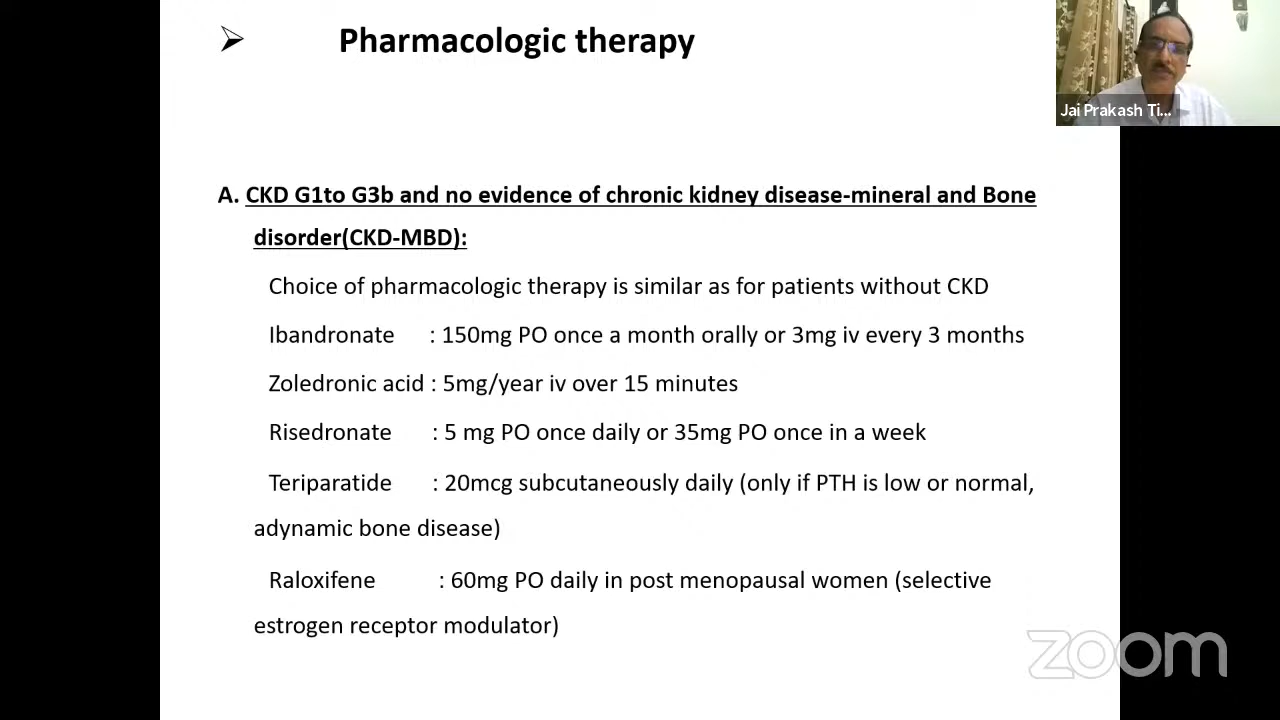 ➢ Pharmacologic therapy
Jai Prakash Ti...
A. CKD G1to G3b and no evidence of chronic kidney disease-mineral and Bone
disorder(CKD-MBD):
Choice of pharmacologic therapy is similar as for patients without CKD
Ibandronate : 150mg PO once a month orally or 3mg iv every 3 months
Zoledronic acid : 5mg/year iv over 15 minutes
Risedronate : 5 mg PO once daily or 35mg PO once in a week
Teriparatide : 20mcg subcutaneously daily (only if PTH is low or normal,
adynamic bone disease)
Raloxifene : 60mg PO daily in post menopausal women (selective
estrogen receptor modulator)
zoom